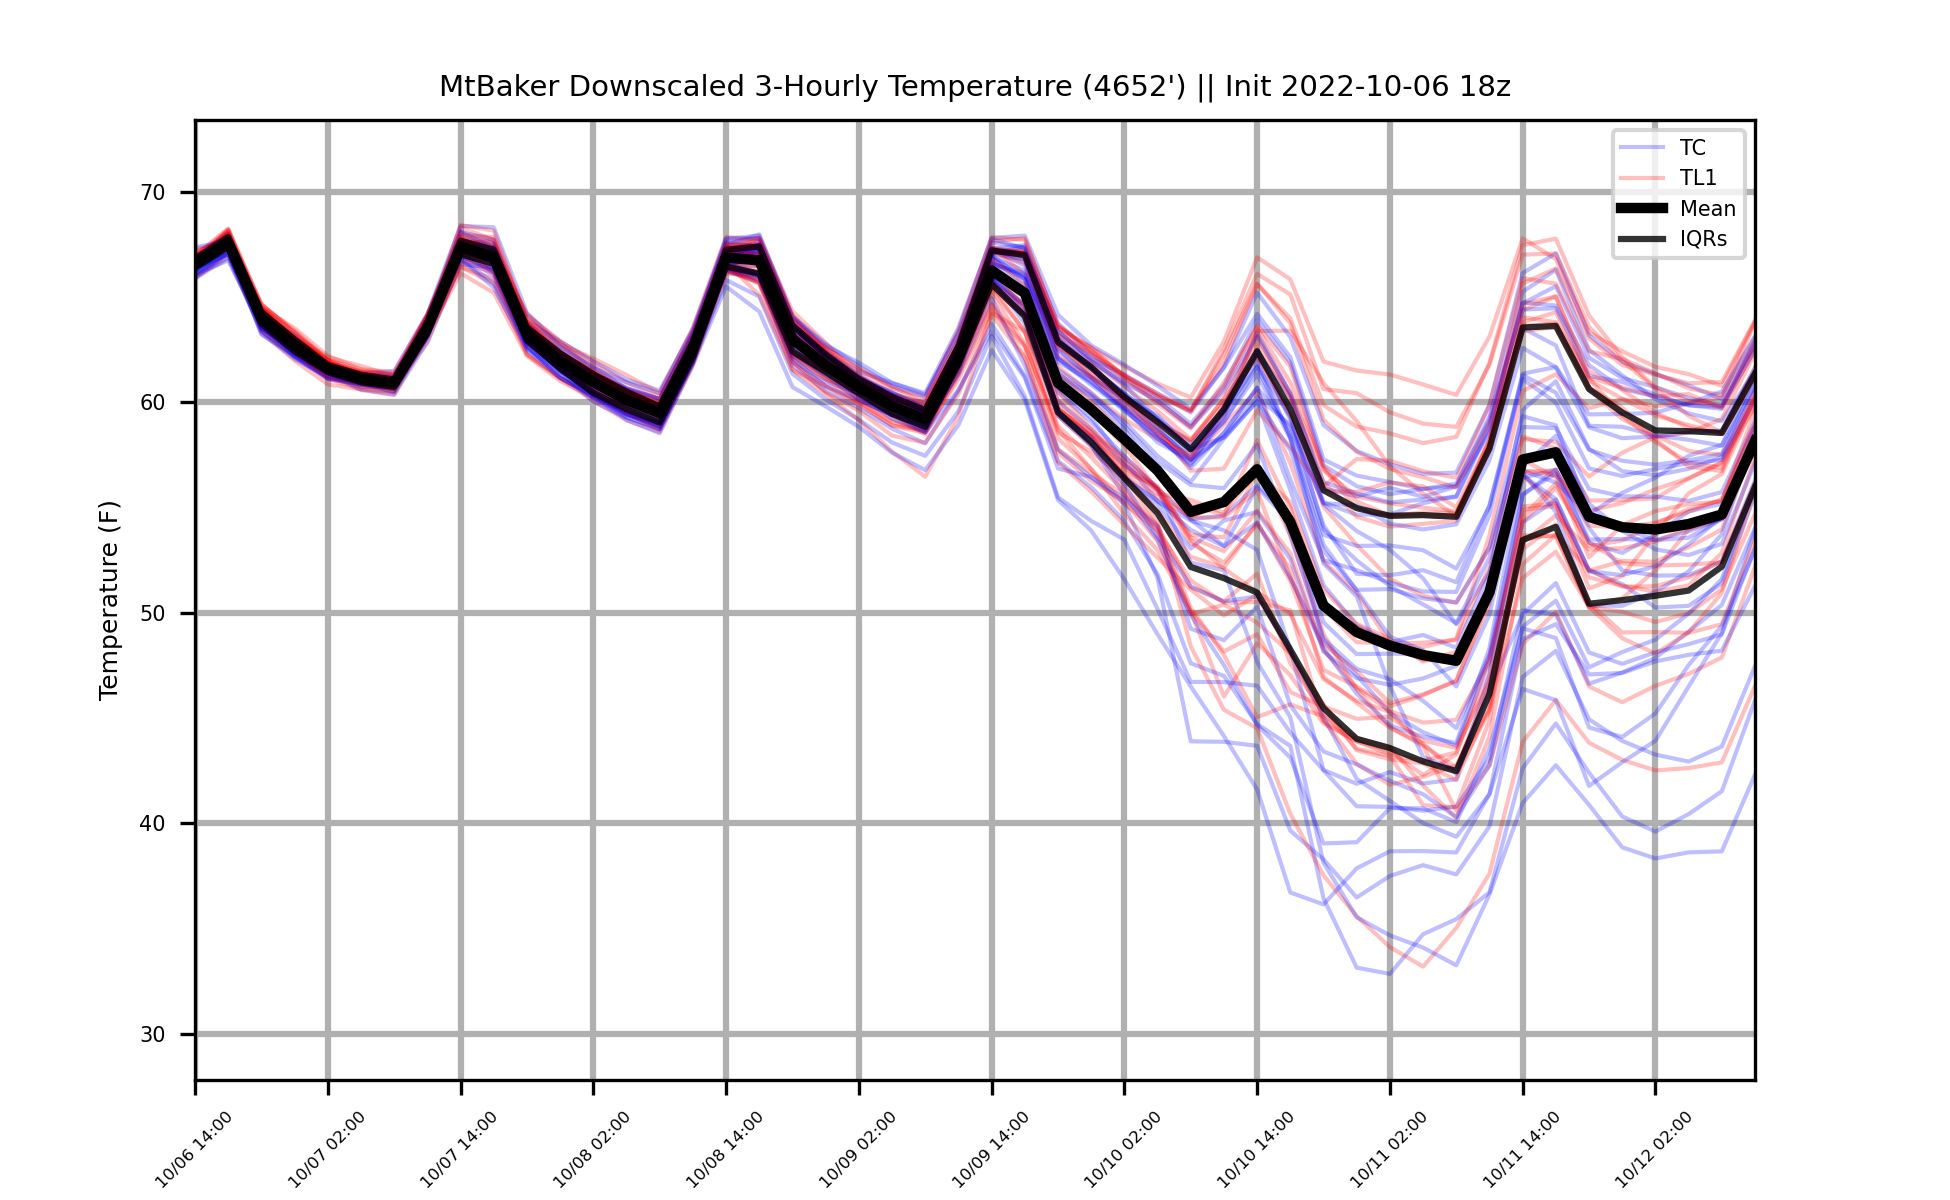 MtBaker Downscaled 3-Hourly Temperature (4652') || Init 2022-10-06 18z
TC
TL1
Mean
IQRs
Temperature (F)
70
60
50
40
30
10/06 14:00
10/07 02:00
10/07 14:00
10/08 02:00
10/08 14:00
10/09 02:00
10/09 14:00
10/10 02:00
10/10 14:00
10/11 02:00
10/11 14:00
10/12 02:00